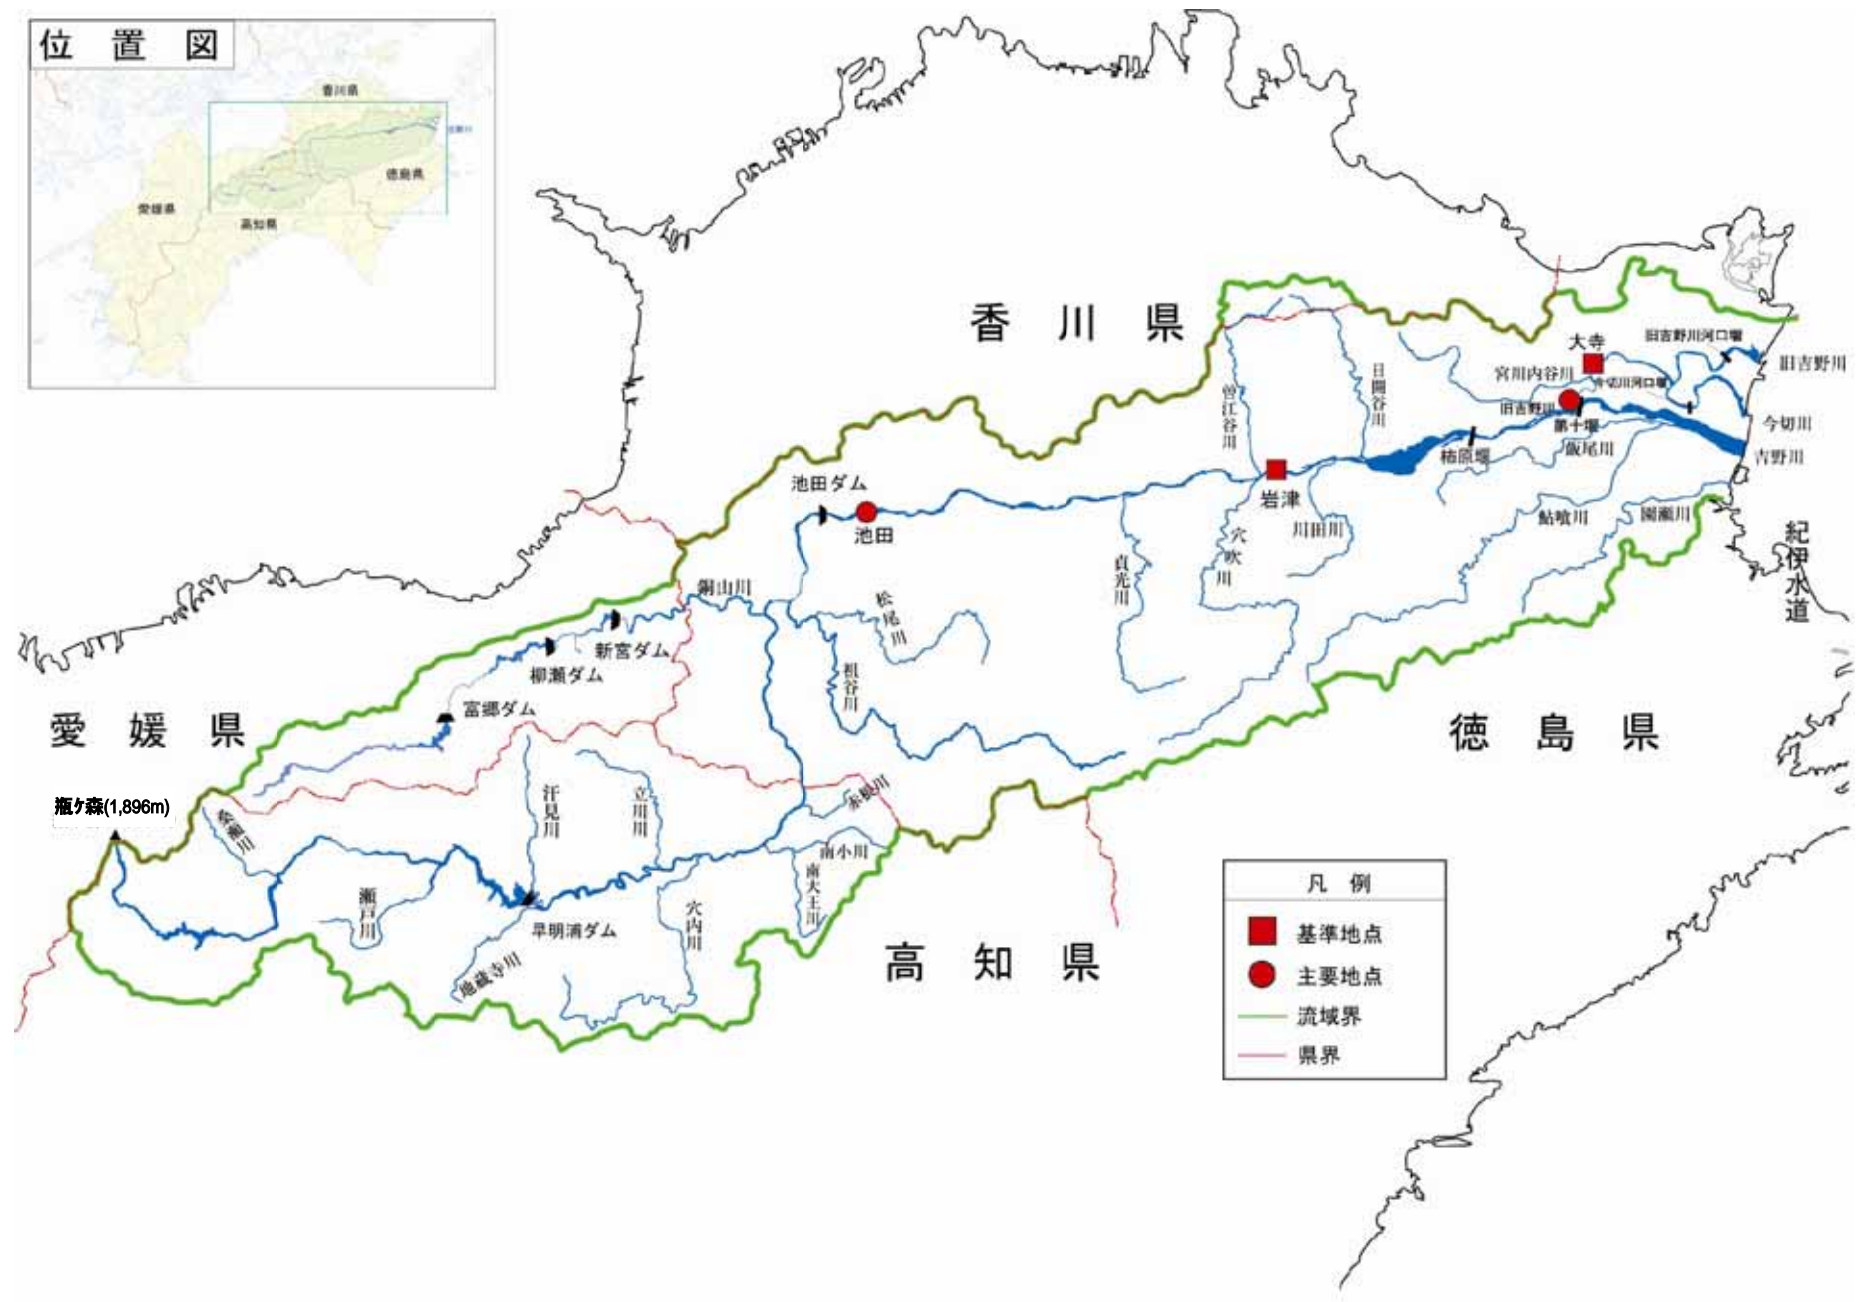 位置図
香川県
徳島県
愛媛県
高知県
香川県
大寺
旧吉野川河口堰
旧吉野川
宮川内谷川
今切川河口堰
旧吉野川
第十堰
今切川
吉野川
日開谷川
曽江谷川
柿原堰
飯尾川
岩津
川田川
穴吹川
鮎喰川
園瀬川
紀伊水道
池田ダム
池田
貞光川
銅山川
松尾川
祖谷川
新宮ダム
柳瀬ダム
富郷ダム
愛媛県
徳島県
瓶ケ森(1,896m)
桑瀬川
汗見川
立川川
赤根川
南小川
南大王川
瀬戸川
早明浦ダム
地蔵寺川
穴内川
高知県
凡例
基準地点
主要地点
流域界
県界